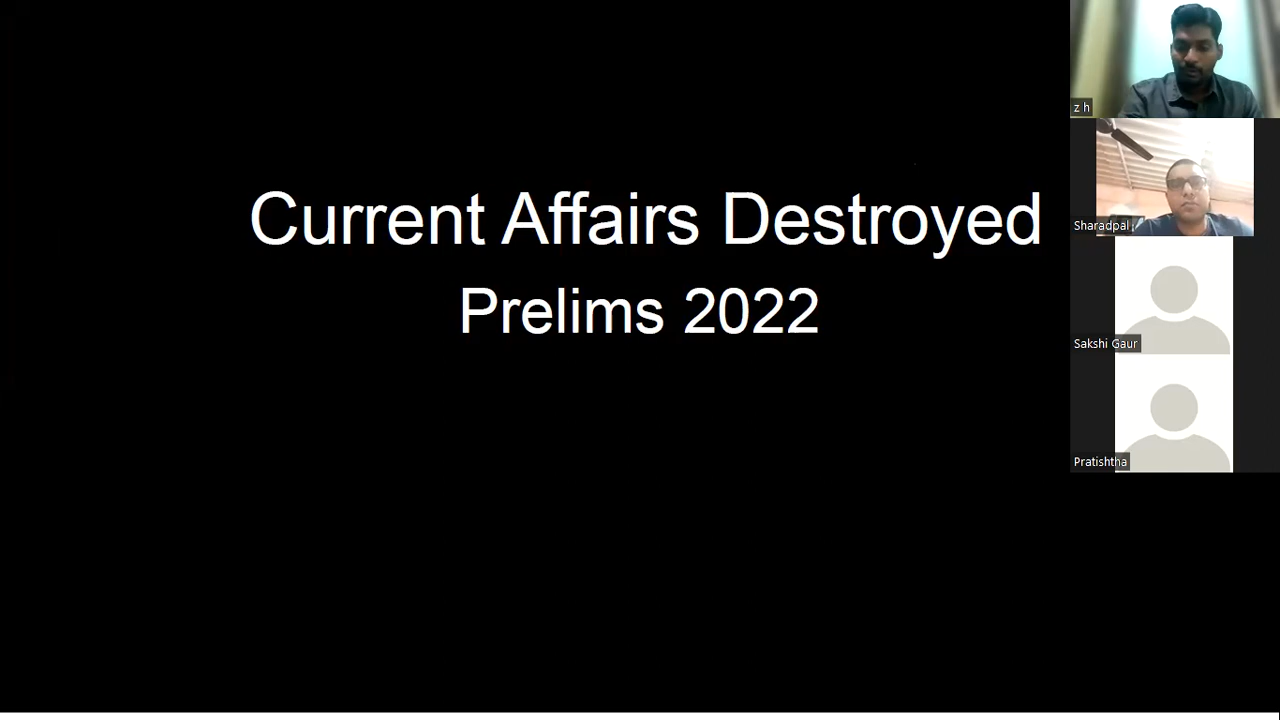 Current Affairs Destroyed
Prelims 2022
z h
Sharadpal
Sakshi Gaur
Pratishtha